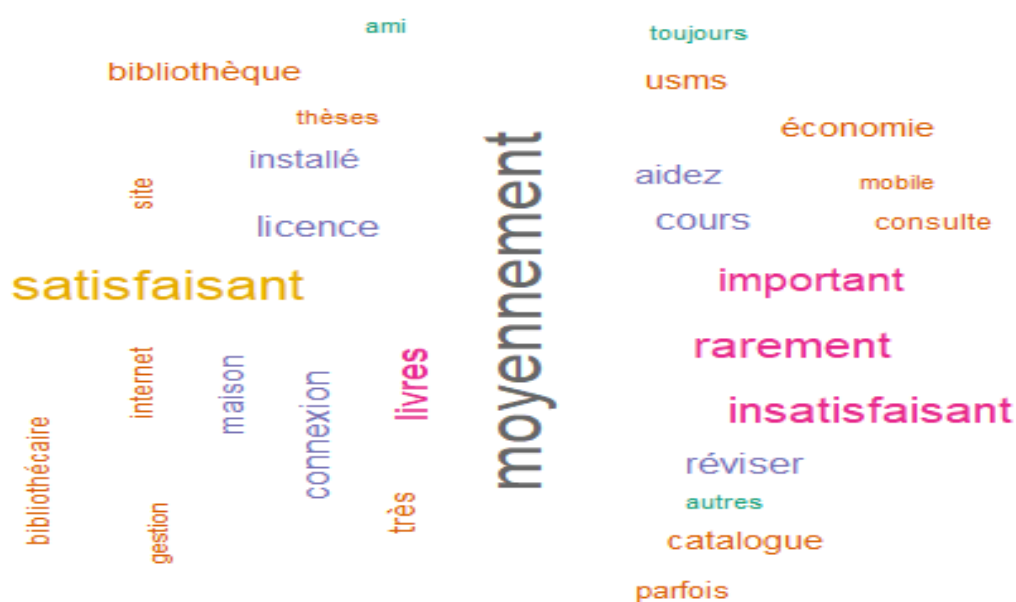 ami
toujours
bibliothèque
usms
thèses
économie
installé
aidez
mobile
site
licence
cours
consulte
satisfaisant
moyennement
important
rarement
internet
maison
connexion
livres
insatisfaisant
réviser
bibliothécaire
gestion
très
autres
catalogue
parfois